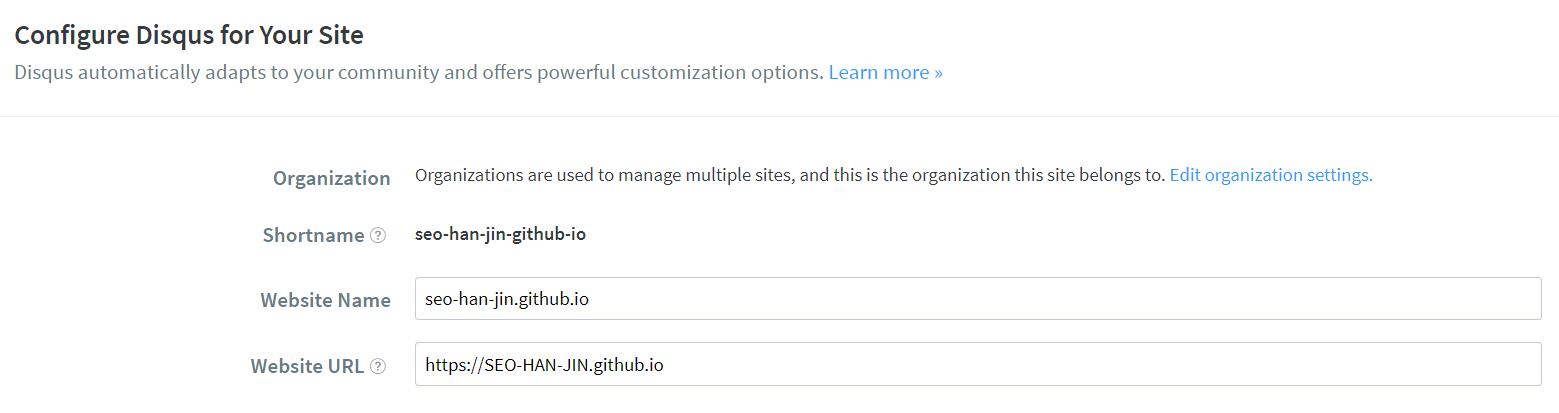 Configure Disqus for Your Site
Disqus automatically adapts to your community and offers powerful customization options. Learn more »
Organization Organizations are used to manage multiple sites, and this is the organization this site belongs to. Edit organization settings.
Shortname ? seo-han-jin-github-io
Website Name seo-han-jin.github.io
Website URL ? https://SEO-HAN-JIN.github.io